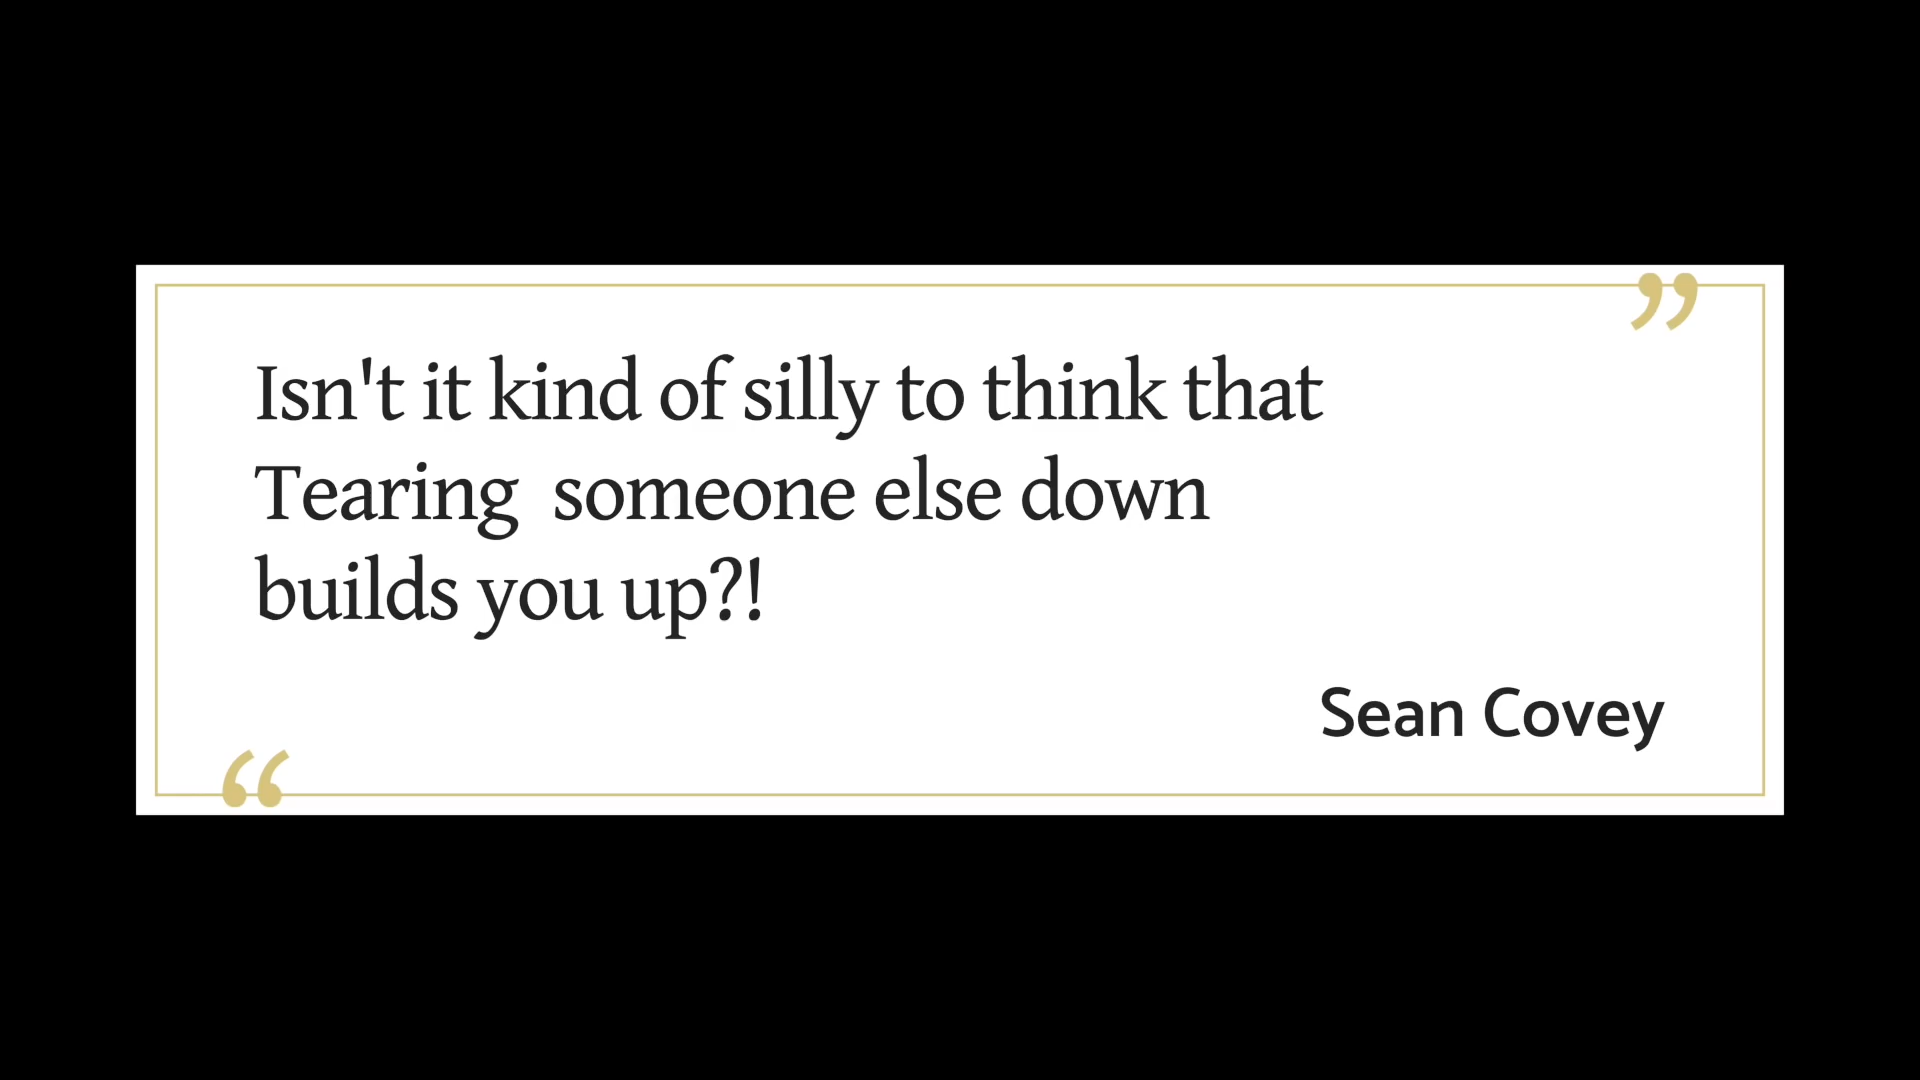 Isn't it kind of silly to think that
Tearing  someone else down
builds you up?!
Sean Covey